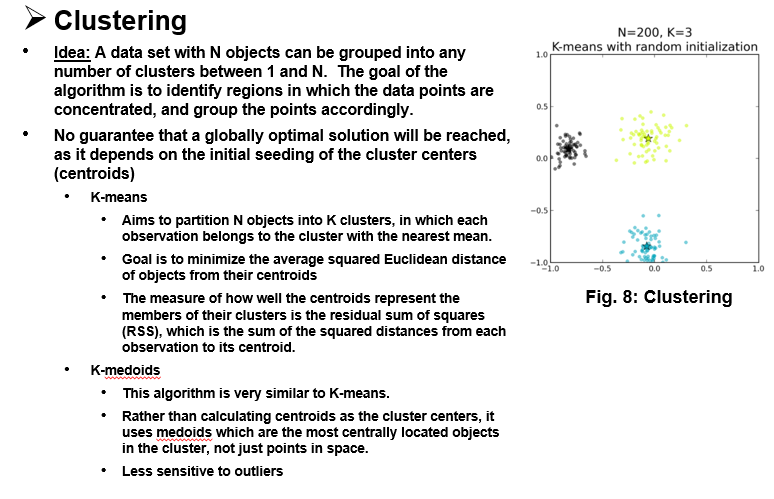 ➢ Clustering
• Idea: A data set with N objects can be grouped into any
number of clusters between 1 and N. The goal of the
algorithm is to identify regions in which the data points are
concentrated, and group the points accordingly.
• No guarantee that a globally optimal solution will be reached,
as it depends on the initial seeding of the cluster centers
(centroids)
• K-means
• Aims to partition N objects into K clusters, in which each
observation belongs to the cluster with the nearest mean.
• Goal is to minimize the average squared Euclidean distance
of objects from their centroids
• The measure of how well the centroids represent the
members of their clusters is the residual sum of squares
(RSS), which is the sum of the squared distances from each
observation to its centroid.
• K-medoids
• This algorithm is very similar to K-means.
• Rather than calculating centroids as the cluster centers, it
uses medoids which are the most centrally located objects
in the cluster, not just points in space.
• Less sensitive to outliers
N=200, K=3
K-means with random initialization
1.0
0.5
0.0
−0.5
−1.0
−1.0 −0.5 0.0 0.5 1.0
Fig. 8: Clustering